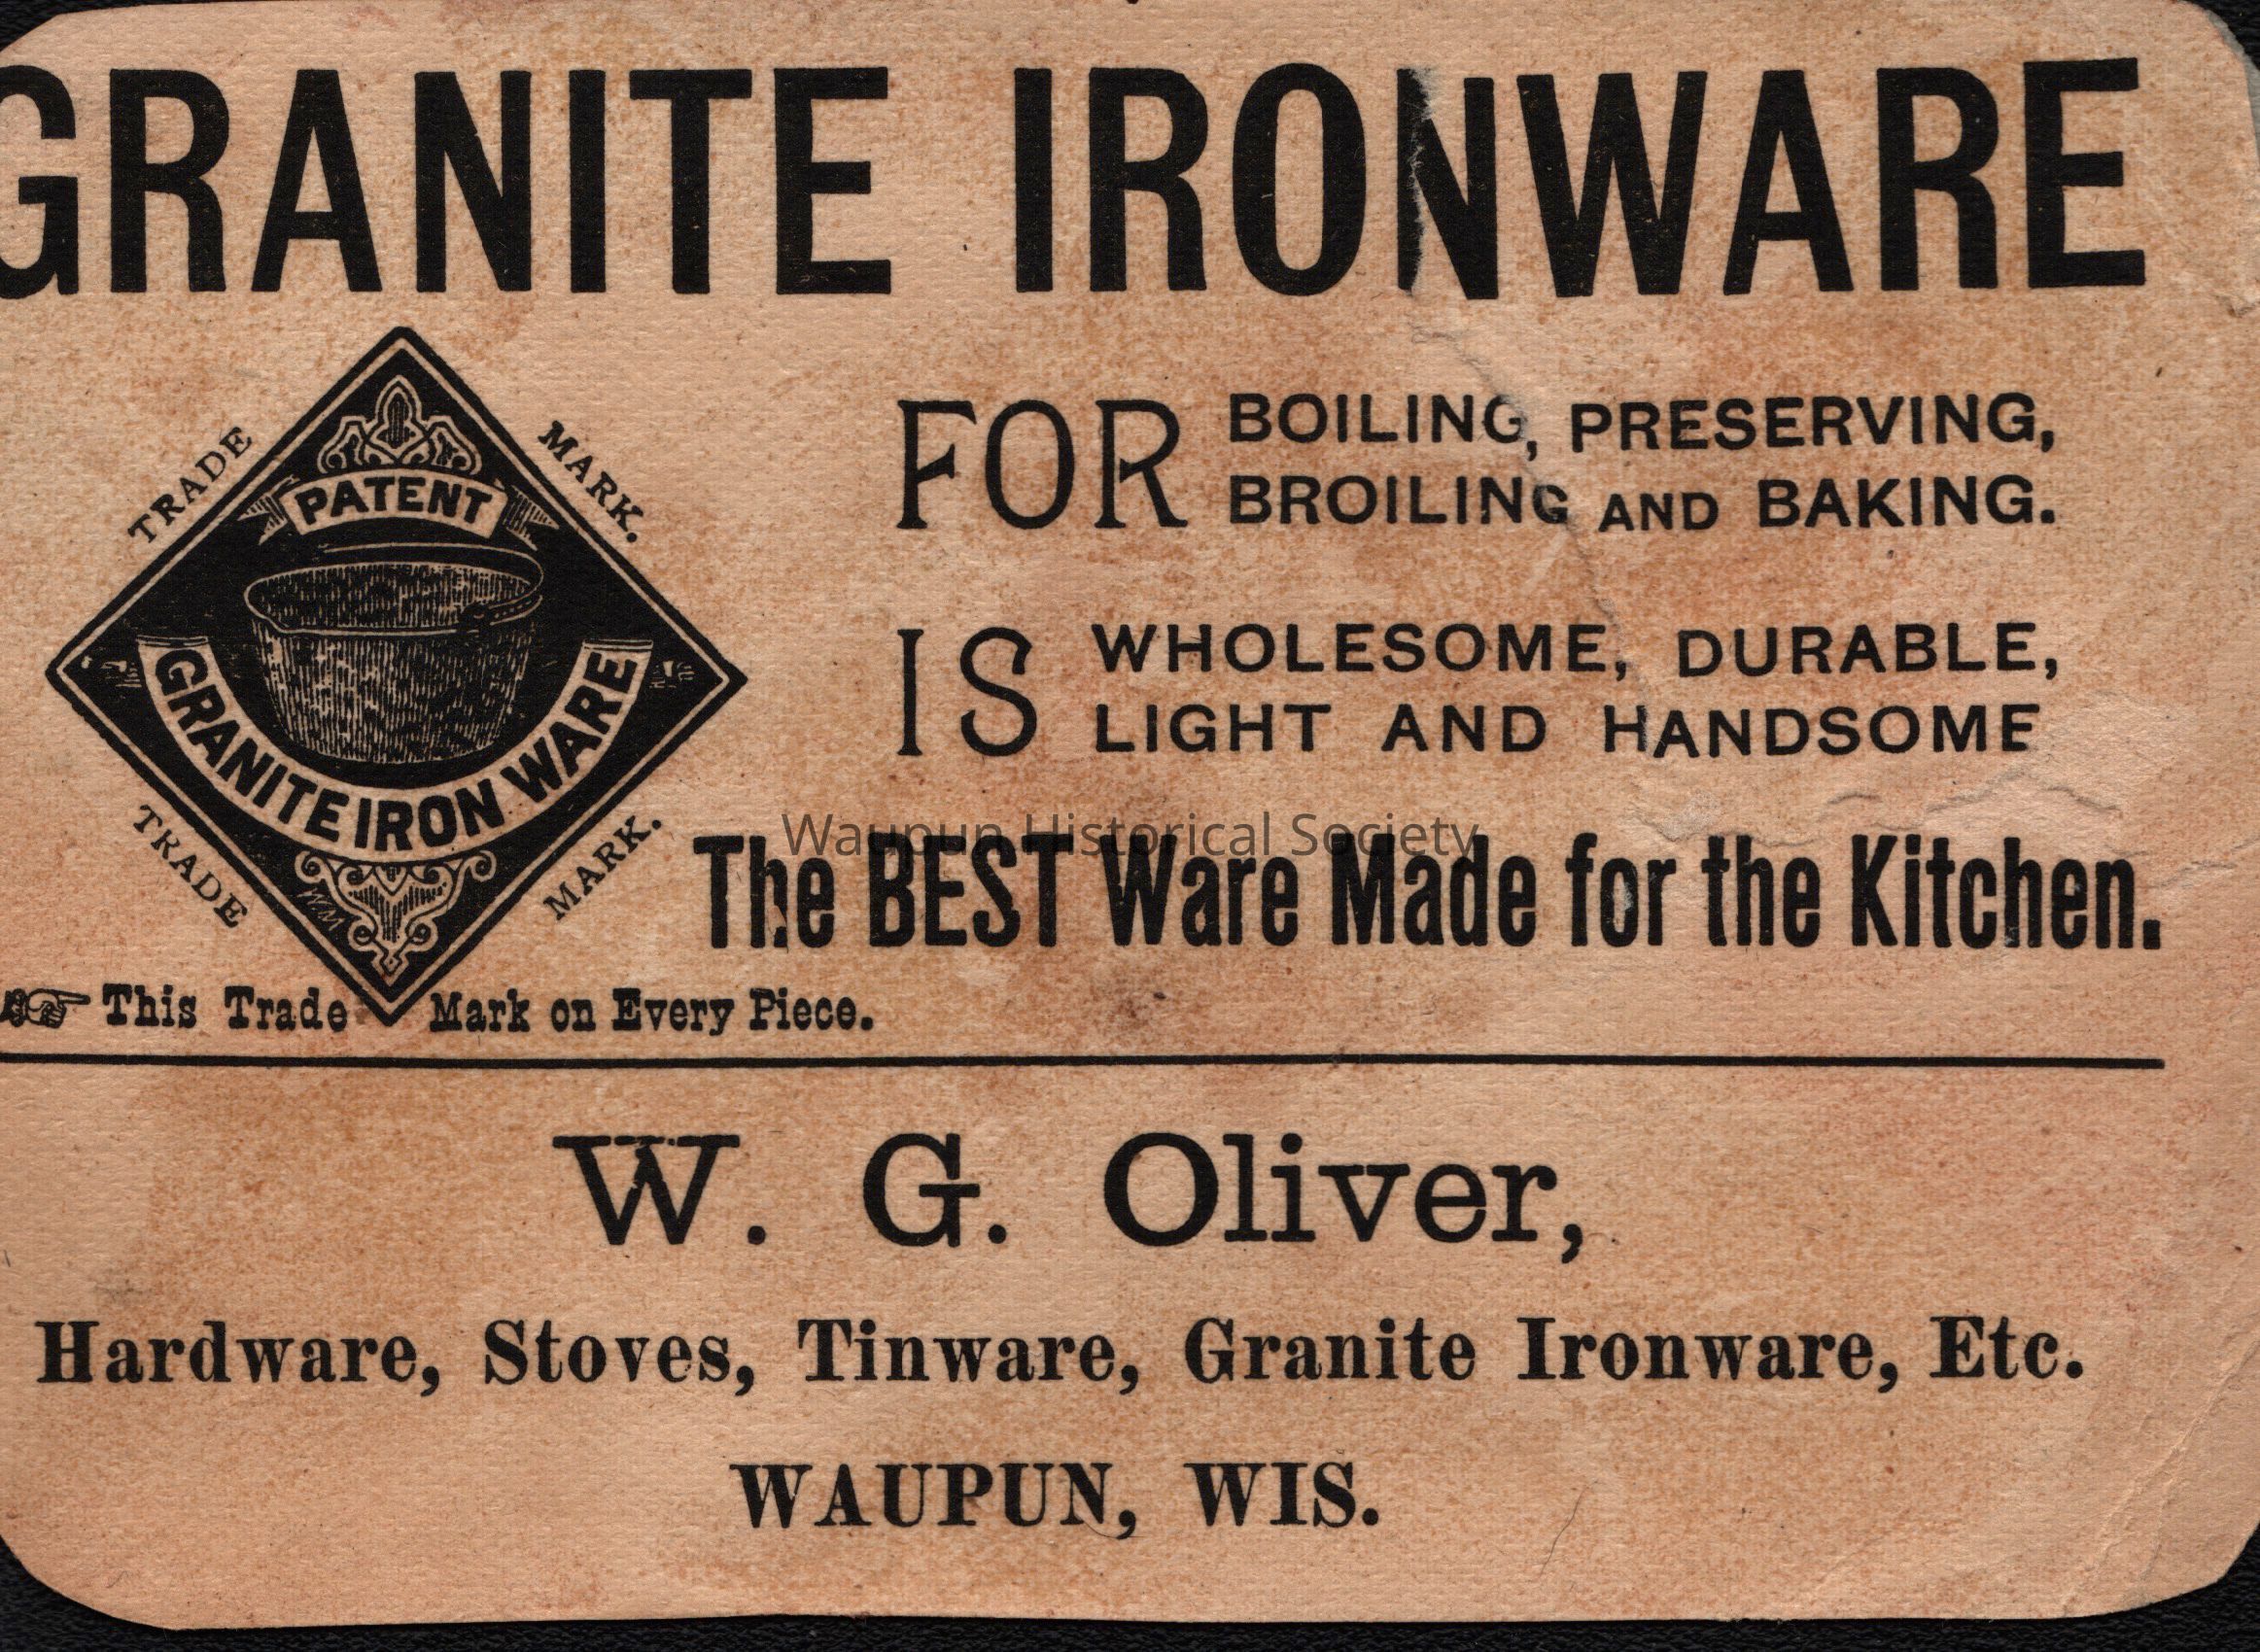 GRANITE IRONWARE
TRADE MARK.
PATENT
GRANITE IRON WARE
TRADE MARK.
FOR BOILING, PRESERVING,
BROILING AND BAKING.
IS WHOLESOME, DURABLE,
LIGHT AND HANDSOME
Waupun Historical Society
The BEST Ware Made for the Kitchen.
☞ This Trade Mark on Every Piece.
W. G. Oliver,
Hardware, Stoves, Tinware, Granite Ironware, Etc.
WAUPUN, WIS.